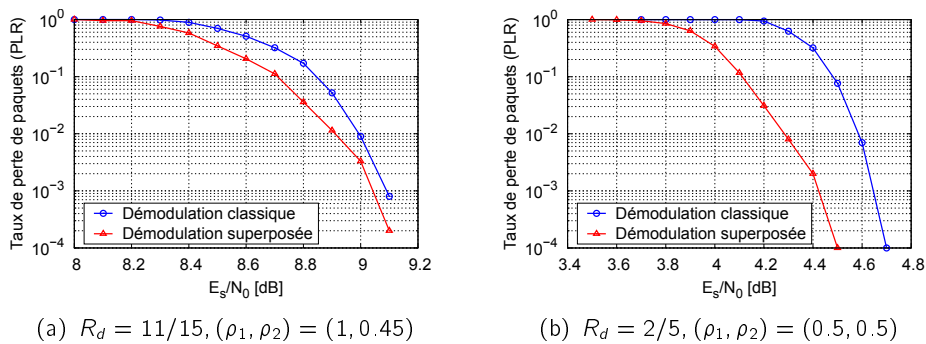 Taux de perte de paquets (PLR)
10^0
10^-1
10^-2
10^-3
10^-4
Démodulation classique
Démodulation superposée
8 8.2 8.4 8.6 8.8 9 9.2
E_s/N_0 [dB]
(a) R_d = 11/15, (ρ_1, ρ_2) = (1, 0.45)
Taux de perte de paquets (PLR)
10^0
10^-1
10^-2
10^-3
10^-4
Démodulation classique
Démodulation superposée
3.4 3.6 3.8 4 4.2 4.4 4.6 4.8
E_s/N_0 [dB]
(b) R_d = 2/5, (ρ_1, ρ_2) = (0.5, 0.5)